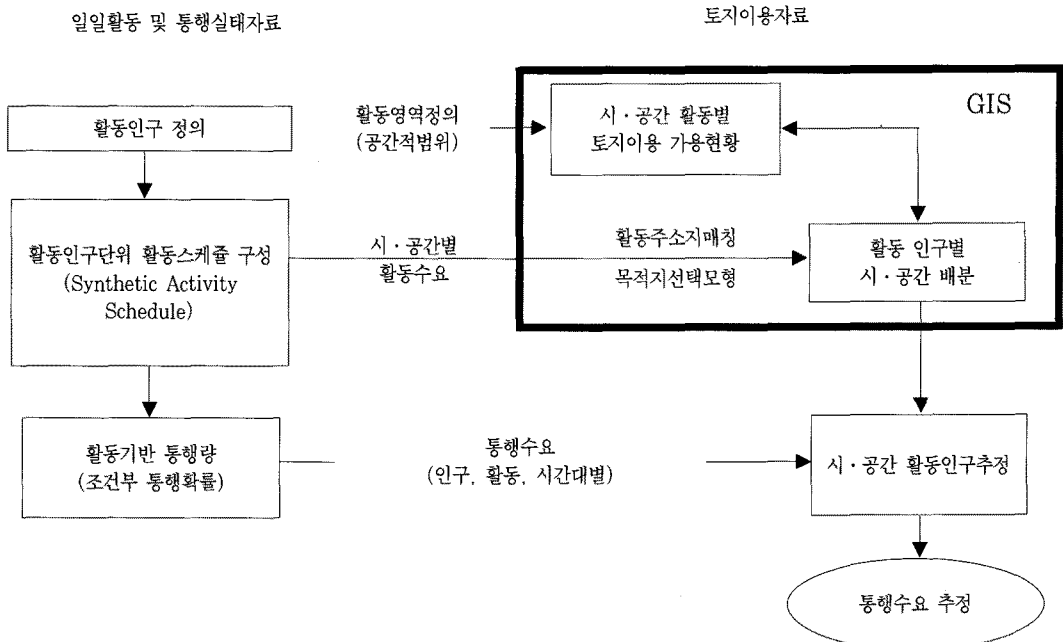 일일활동 및 통행실태자료
토지이용자료
GIS
활동인구 정의
활동영역정의
(공간적범위)
시 · 공간 활동별
토지이용 가용현황
활동인구단위 활동스케쥴 구성
(Synthetic Activity
Schedule)
시 · 공간별
활동수요
활동주소지매칭
목적지선택모형
활동 인구별
시 · 공간 배분
활동기반 통행량
(조건부 통행확률)
통행수요
(인구, 활동, 시간대별)
시 · 공간 활동인구추정
통행수요 추정